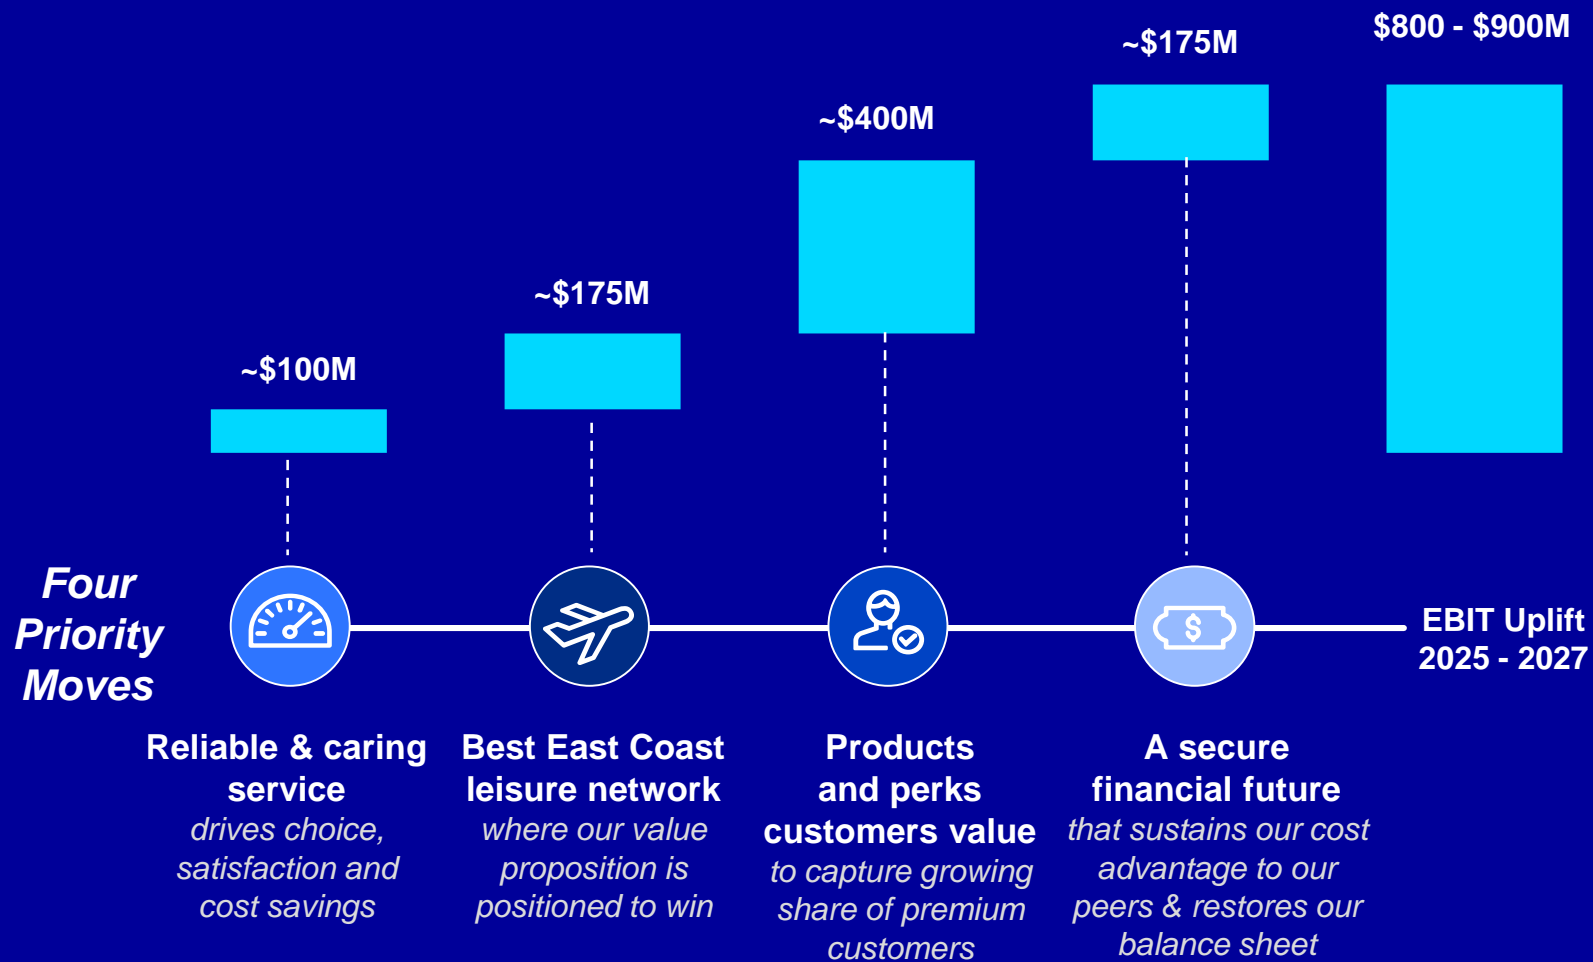 $800 - $900M
~$175M
~$400M
~$175M
~$100M
Four
Priority
Moves
$
EBIT Uplift
2025 - 2027
Reliable & caring
service
drives choice,
satisfaction and
cost savings
Best East Coast
leisure network
where our value
proposition is
positioned to win
Products
and perks
customers value
to capture growing
share of premium
customers
A secure
financial future
that sustains our cost
advantage to our
peers & restores our
balance sheet